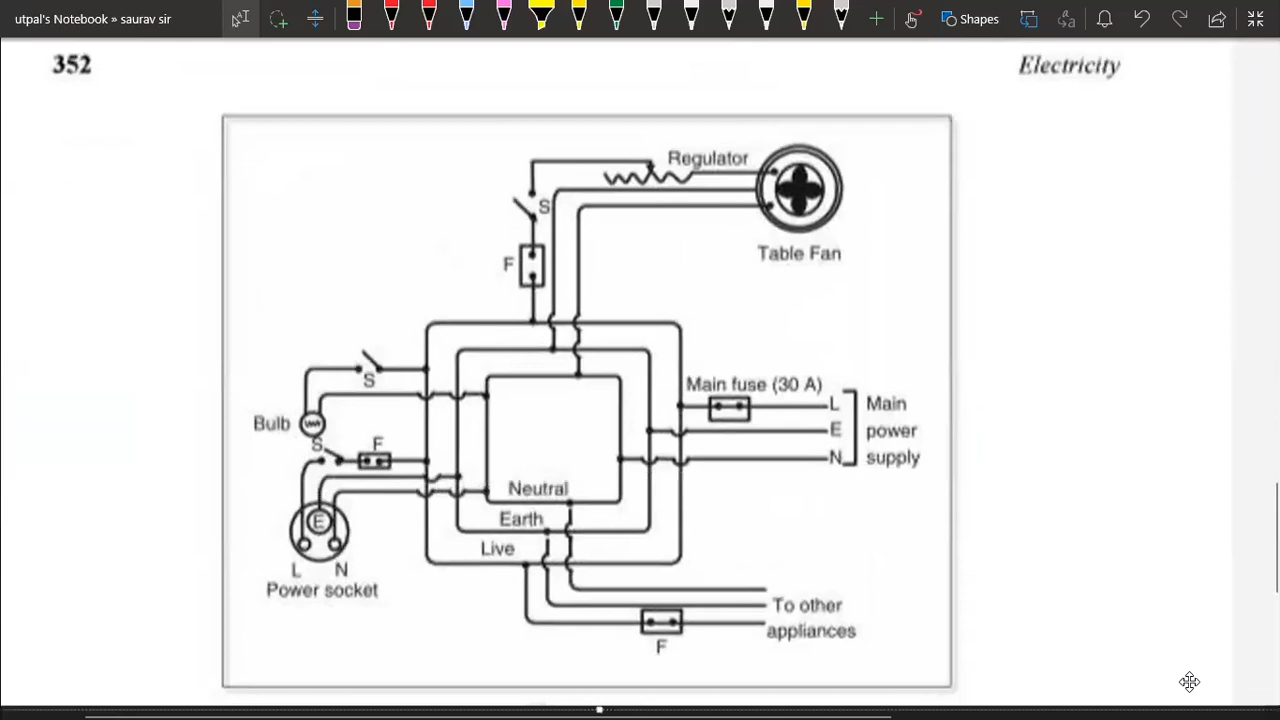 utpal's Notebook » saurav sir
Shapes
352
Electricity
Regulator
S
F
Table Fan
S
Main fuse (30 A)
L
Main
Bulb
E
power
S
F
N
supply
Neutral
E
Earth
Live
L
N
Power socket
To other
appliances
F